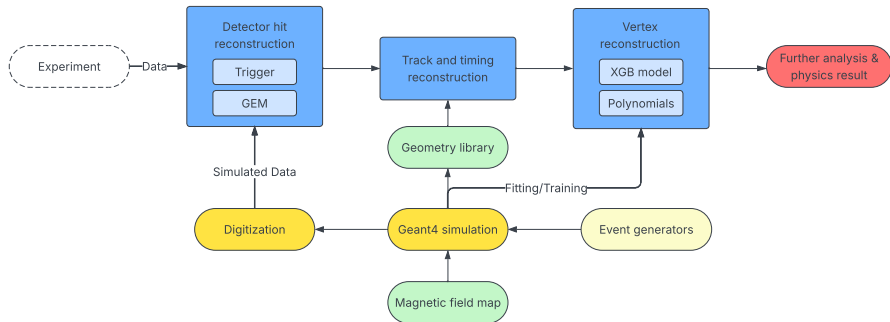 Detector hit
reconstruction
Trigger
GEM
Experiment
Data
Track and timing
reconstruction
Vertex
reconstruction
XGB model
Polynomials
Further analysis &
physics result
Geometry library
Simulated Data
Fitting/Training
Digitization
Geant4 simulation
Event generators
Magnetic field map